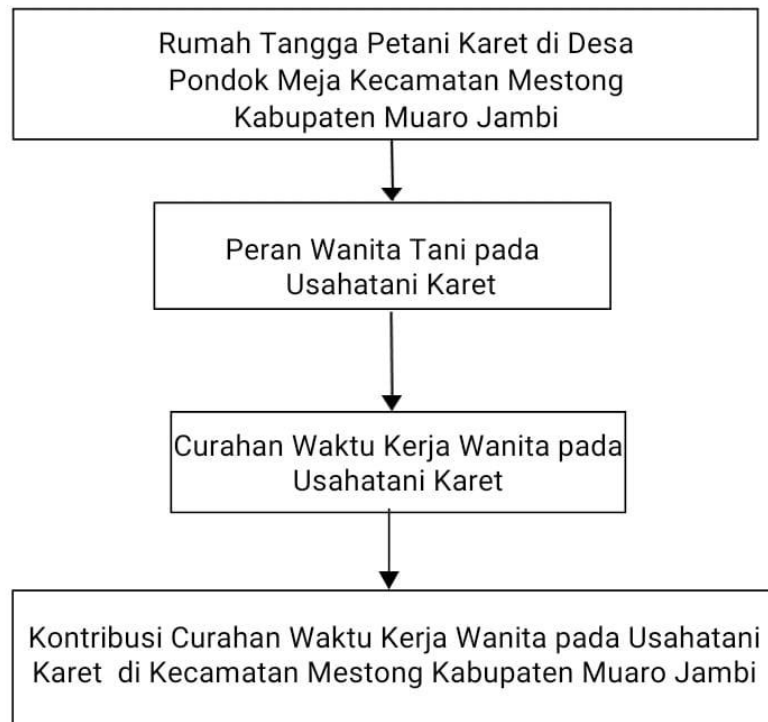 Rumah Tangga Petani Karet di Desa
Pondok Meja Kecamatan Mestong
Kabupaten Muaro Jambi
Peran Wanita Tani pada
Usahatani Karet
Curahan Waktu Kerja Wanita pada
Usahatani Karet
Kontribusi Curahan Waktu Kerja Wanita pada Usahatani
Karet di Kecamatan Mestong Kabupaten Muaro Jambi